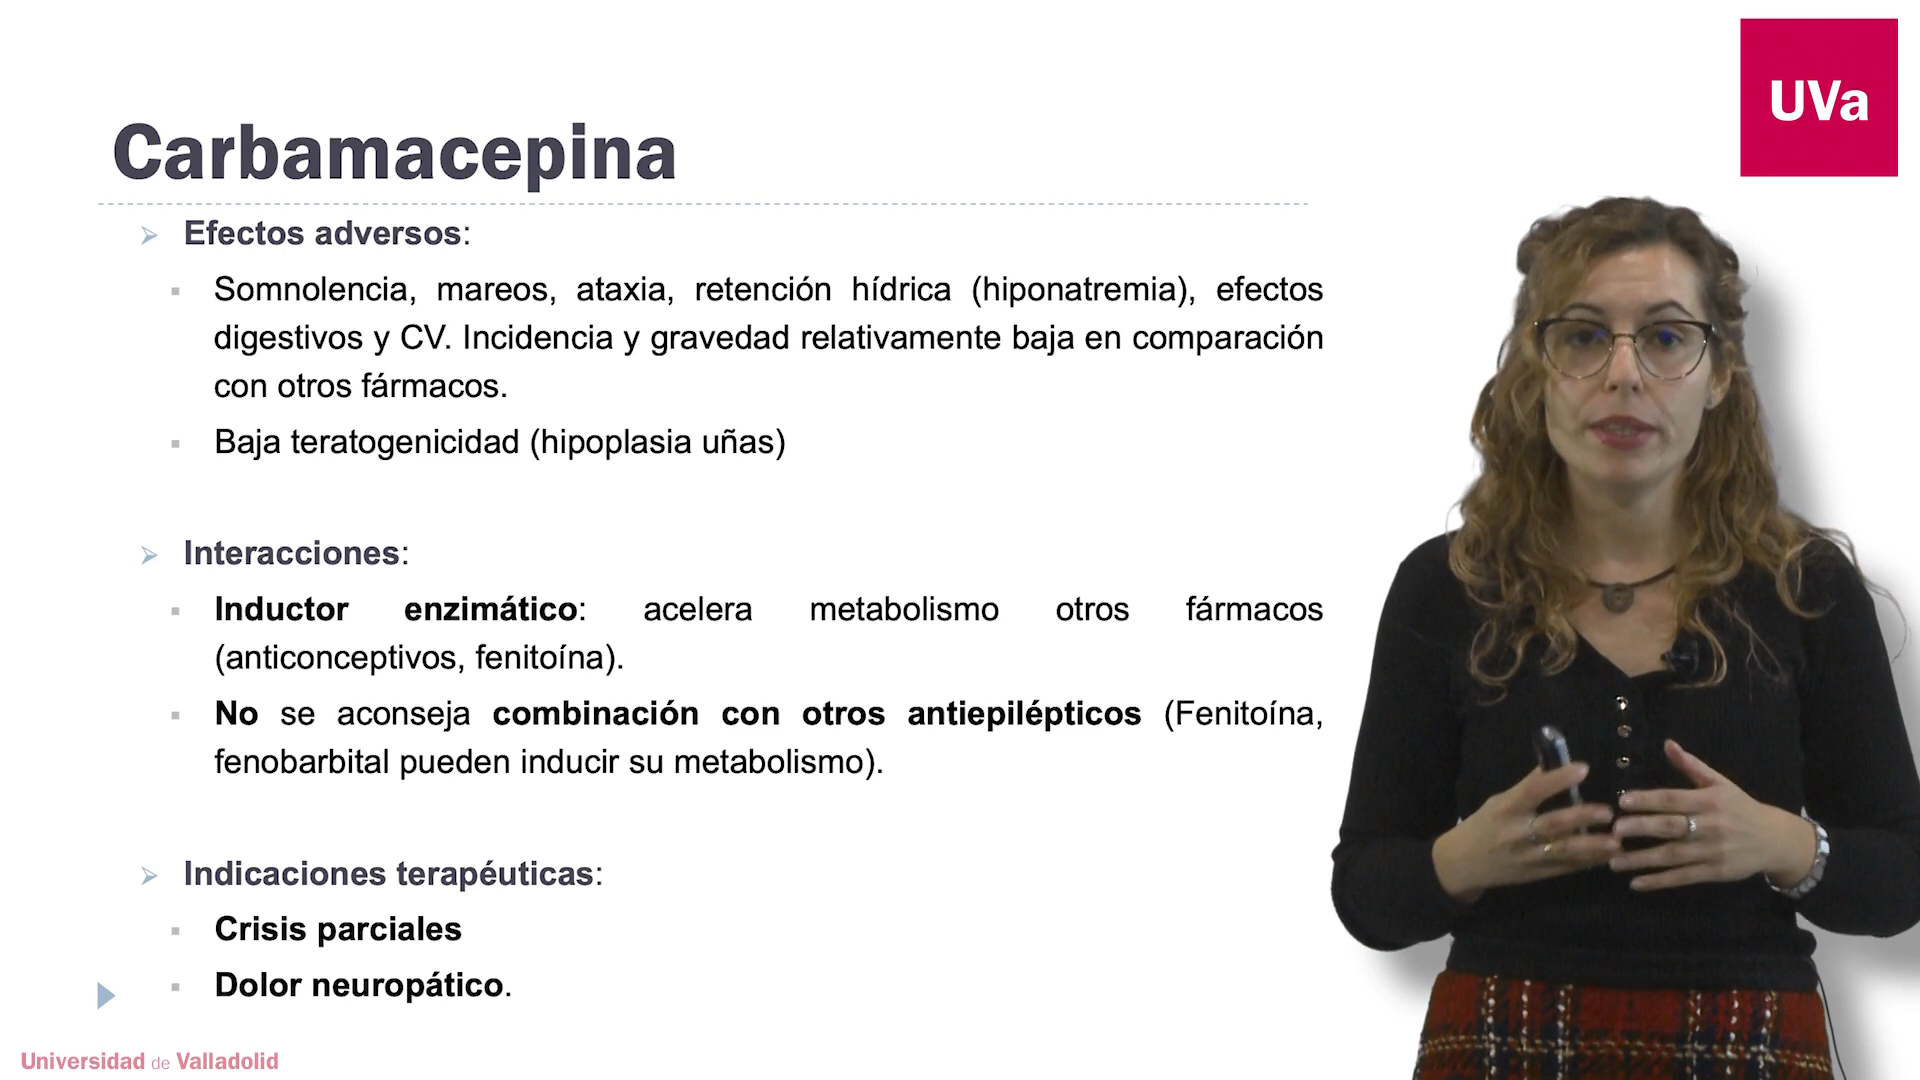 UVa
Carbamacepina
Efectos adversos:
Somnolencia, mareos, ataxia, retención hídrica (hiponatremia), efectos
digestivos y CV. Incidencia y gravedad relativamente baja en comparación
con otros fármacos.
Baja teratogenicidad (hipoplasia uñas)
Interacciones:
Inductor enzimático: acelera metabolismo otros fármacos
(anticonceptivos, fenitoína).
No se aconseja combinación con otros antiepilépticos (Fenitoína,
fenobarbital pueden inducir su metabolismo).
Indicaciones terapéuticas:
Crisis parciales
Dolor neuropático.
Universidad de Valladolid